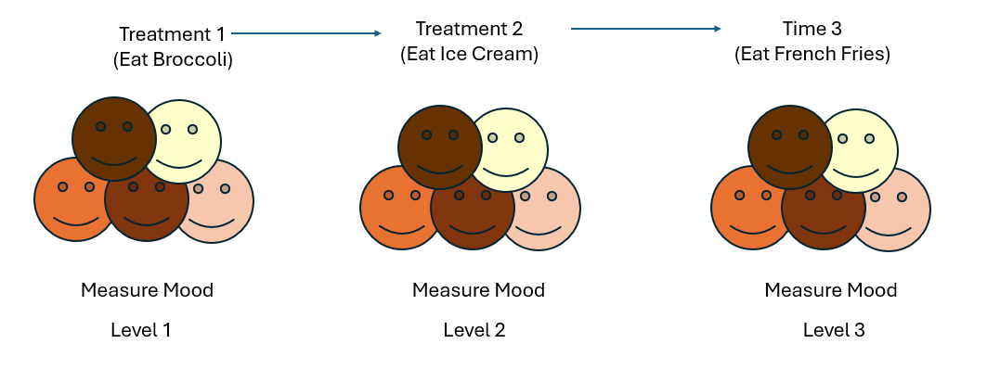 Treatment 1
(Eat Broccoli)
Treatment 2
(Eat Ice Cream)
Time 3
(Eat French Fries)
Measure Mood
Level 1
Measure Mood
Level 2
Measure Mood
Level 3